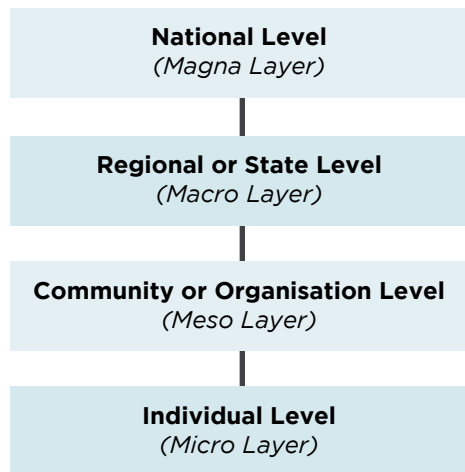 National Level
(Magna Layer)
Regional or State Level
(Macro Layer)
Community or Organisation Level
(Meso Layer)
Individual Level
(Micro Layer)